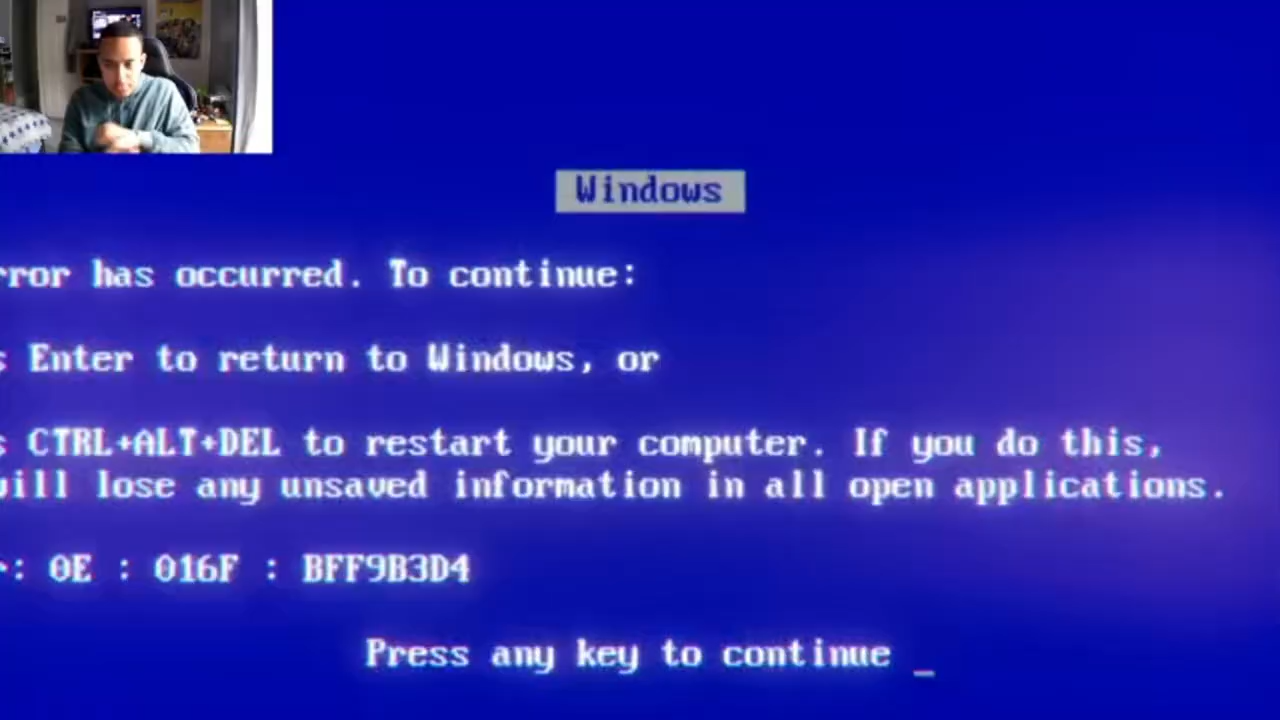 Windows
rror has occurred. To continue:
s Enter to return to Windows, or
s CTRL+ALT+DEL to restart your computer. If you do this,
will lose any unsaved information in all open applications.
r: 0E : 016F : BFF9B3D4
Press any key to continue _